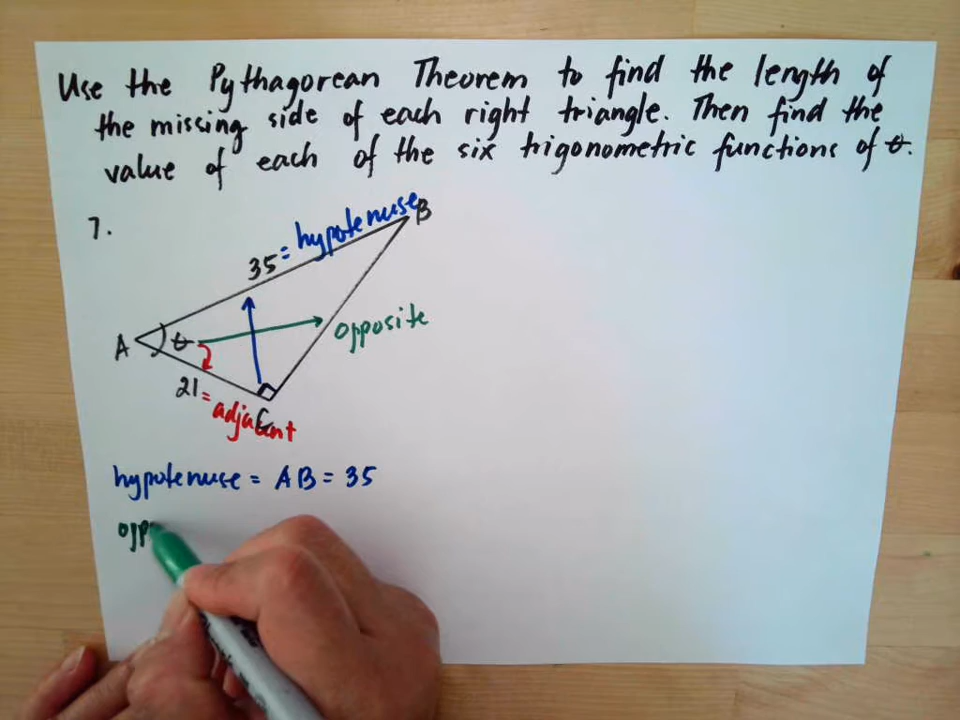 Use the Pythagorean Theorem to find the length of
the missing side of each right triangle. Then find the
value of each of the six trigonometric functions of θ.
7.
35 = hypotenuse B
A θ
opposite
21 = adjacent
C
hypotenuse = AB = 35
opp